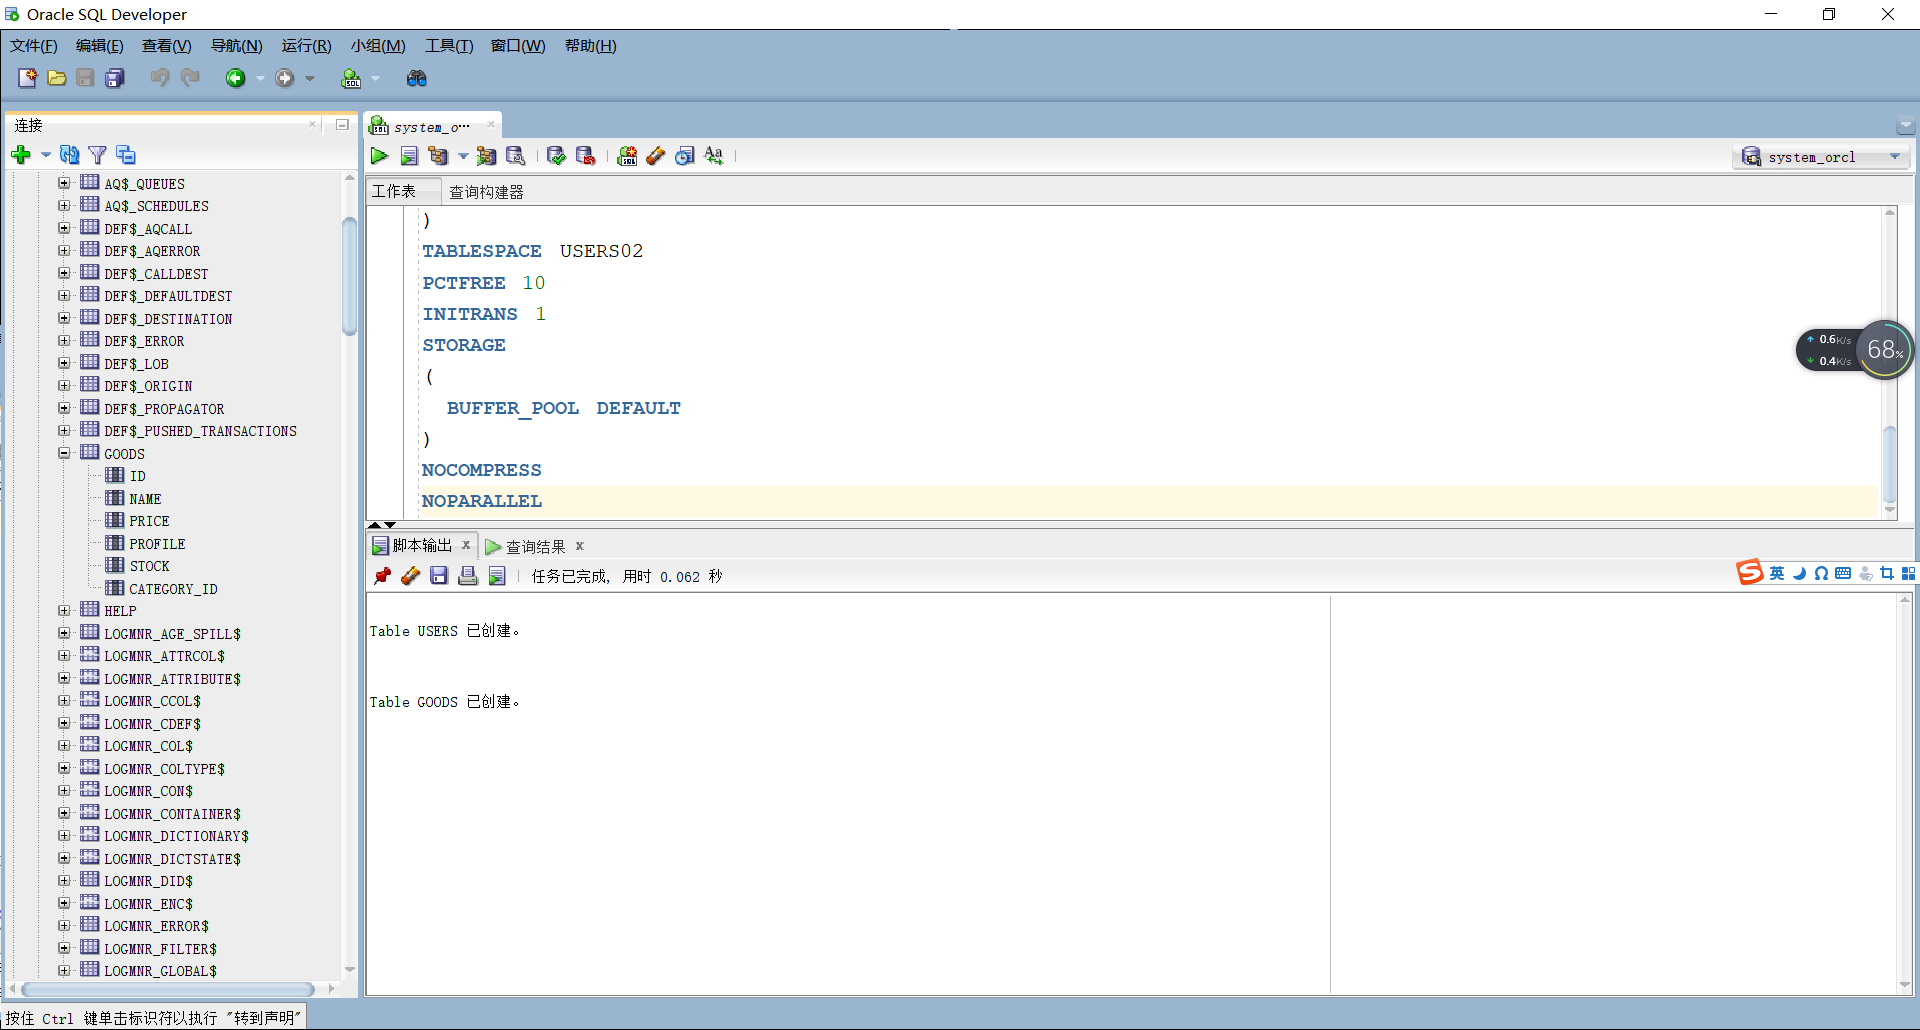 Oracle SQL Developer
文件(F) 编辑(E) 查看(V) 导航(N) 运行(R) 小组(M) 工具(T) 窗口(W) 帮助(H)
连接
AQ$_QUEUES
AQ$_SCHEDULES
DEF$_AQCALL
DEF$_AQERROR
DEF$_CALLDEST
DEF$_DEFAULTDEST
DEF$_DESTINATION
DEF$_ERROR
DEF$_LOB
DEF$_ORIGIN
DEF$_PROPAGATOR
DEF$_PUSHED_TRANSACTIONS
GOODS
ID
NAME
PRICE
PROFILE
STOCK
CATEGORY_ID
HELP
LOGMNR_AGE_SPILL$
LOGMNR_ATTRCOL$
LOGMNR_ATTRIBUTE$
LOGMNR_CCOL$
LOGMNR_CDEF$
LOGMNR_COL$
LOGMNR_COLTYPE$
LOGMNR_CON$
LOGMNR_CONTAINER$
LOGMNR_DICTIONARY$
LOGMNR_DICTSTATE$
LOGMNR_DID$
LOGMNR_ENC$
LOGMNR_ERROR$
LOGMNR_FILTER$
LOGMNR_GLOBAL$
system_o…
system_orcl
工作表 查询构建器
)
TABLESPACE USERS02
PCTFREE 10
INITRANS 1
STORAGE
(
BUFFER_POOL DEFAULT
)
NOCOMPRESS
NOPARALLEL
0.6K/s
0.4K/s
68%
脚本输出 x 查询结果 x
任务已完成, 用时 0.062 秒
英
Table USERS 已创建。
Table GOODS 已创建。
按住 Ctrl 键单击标识符以执行 "转到声明"